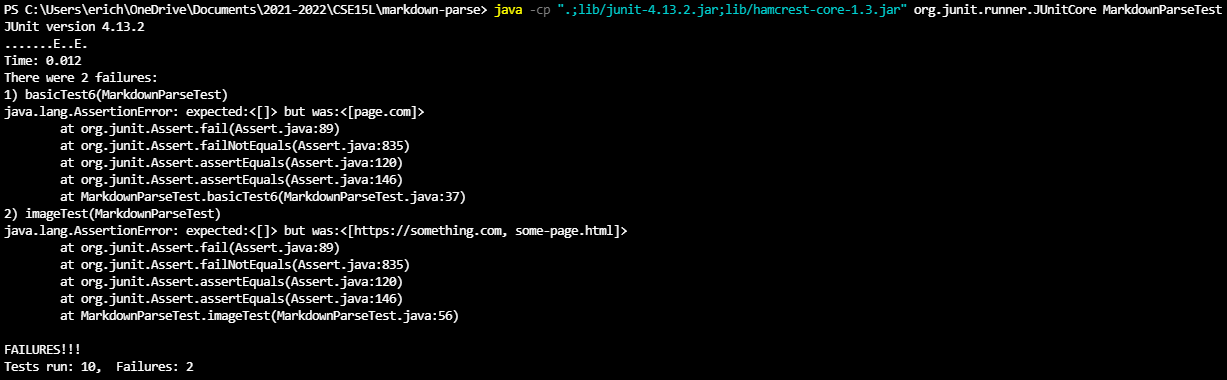 PS C:\Users\erich\OneDrive\Documents\2021-2022\CSE15L\markdown-parse> java -cp ".;lib/junit-4.13.2.jar;lib/hamcrest-core-1.3.jar" org.junit.runner.JUnitCore MarkdownParseTest
JUnit version 4.13.2
.......E..E.
Time: 0.012
There were 2 failures:
1) basicTest6(MarkdownParseTest)
java.lang.AssertionError: expected:<[]> but was:<[page.com]>
        at org.junit.Assert.fail(Assert.java:89)
        at org.junit.Assert.failNotEquals(Assert.java:835)
        at org.junit.Assert.assertEquals(Assert.java:120)
        at org.junit.Assert.assertEquals(Assert.java:146)
        at MarkdownParseTest.basicTest6(MarkdownParseTest.java:37)
2) imageTest(MarkdownParseTest)
java.lang.AssertionError: expected:<[]> but was:<[https://something.com, some-page.html]>
        at org.junit.Assert.fail(Assert.java:89)
        at org.junit.Assert.failNotEquals(Assert.java:835)
        at org.junit.Assert.assertEquals(Assert.java:120)
        at org.junit.Assert.assertEquals(Assert.java:146)
        at MarkdownParseTest.imageTest(MarkdownParseTest.java:56)

FAILURES!!!
Tests run: 10,  Failures: 2